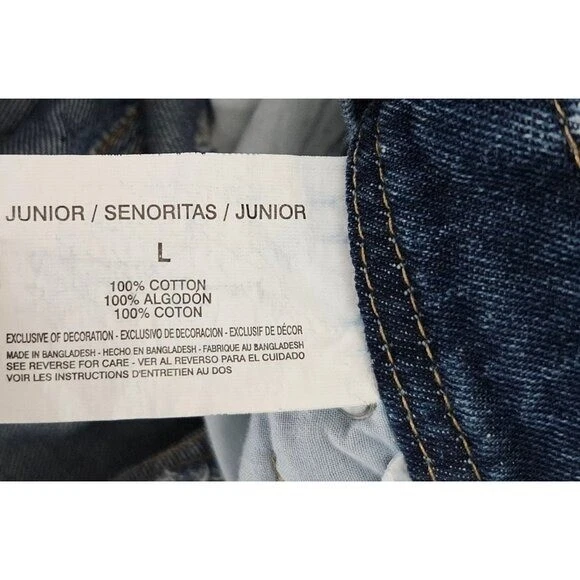 JUNIOR / SENORITAS / JUNIOR
L
100% COTTON
100% ALGODÓN
100% COTON
EXCLUSIVE OF DECORATION - EXCLUSIVO DE DECORACION - EXCLUSIF DE DÉCOR
MADE IN BANGLADESH - HECHO EN BANGLADESH - FABRIQUE AU BANGLADESH
SEE REVERSE FOR CARE - VER AL REVERSO PARA EL CUIDADO
VOIR LES INSTRUCTIONS D'ENTRETIEN AU DOS